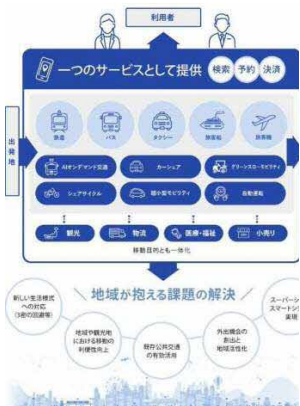 利用者
一つのサービスとして提供
検索
予約
決済
出発地
鉄道
バス
タクシー
旅客船
旅客機
AIオンデマンド交通
カーシェア
グリーンスローモビリティ
シェアサイクル
超小型モビリティ
自動運転
観光
物流
医療・福祉
小売り
移動目的とも一体化
地域が抱える課題の解決
新しい生活様式
への対応
(3密の回避等)
地域や観光地
における移動の
利便性向上
既存公共交通
の有効活用
外出機会の
創出と
地域活性化
スーパーシ
スマートシ
実現